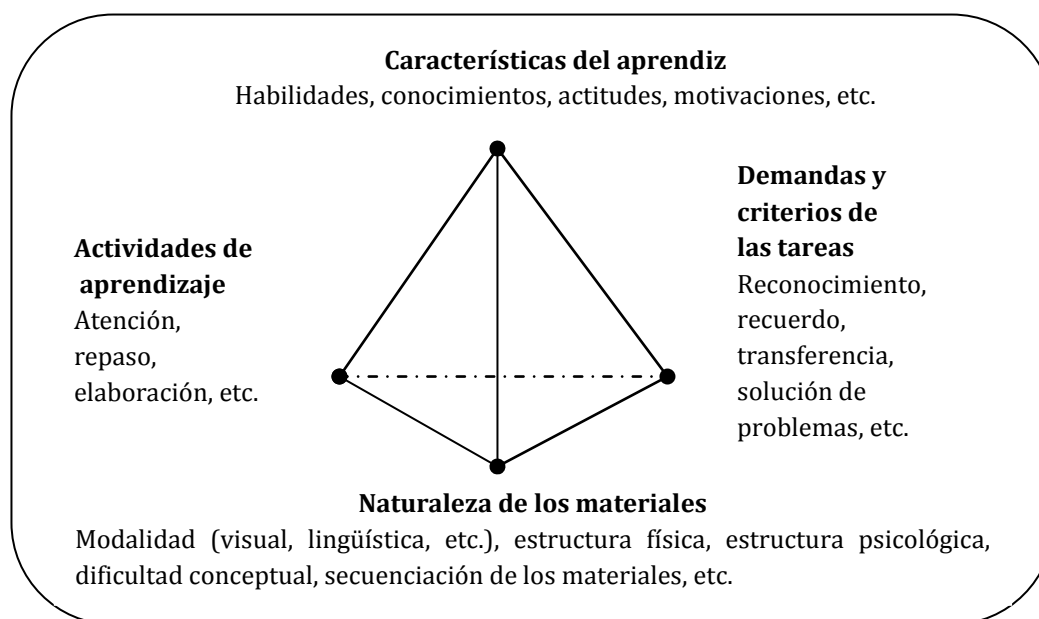 Características del aprendiz
Habilidades, conocimientos, actitudes, motivaciones, etc.
Actividades de
aprendizaje
Atención,
repaso,
elaboración, etc.
Demandas y
criterios de
las tareas
Reconocimiento,
recuerdo,
transferencia,
solución de
problemas, etc.
Naturaleza de los materiales
Modalidad (visual, lingüística, etc.), estructura física, estructura psicológica,
dificultad conceptual, secuenciación de los materiales, etc.